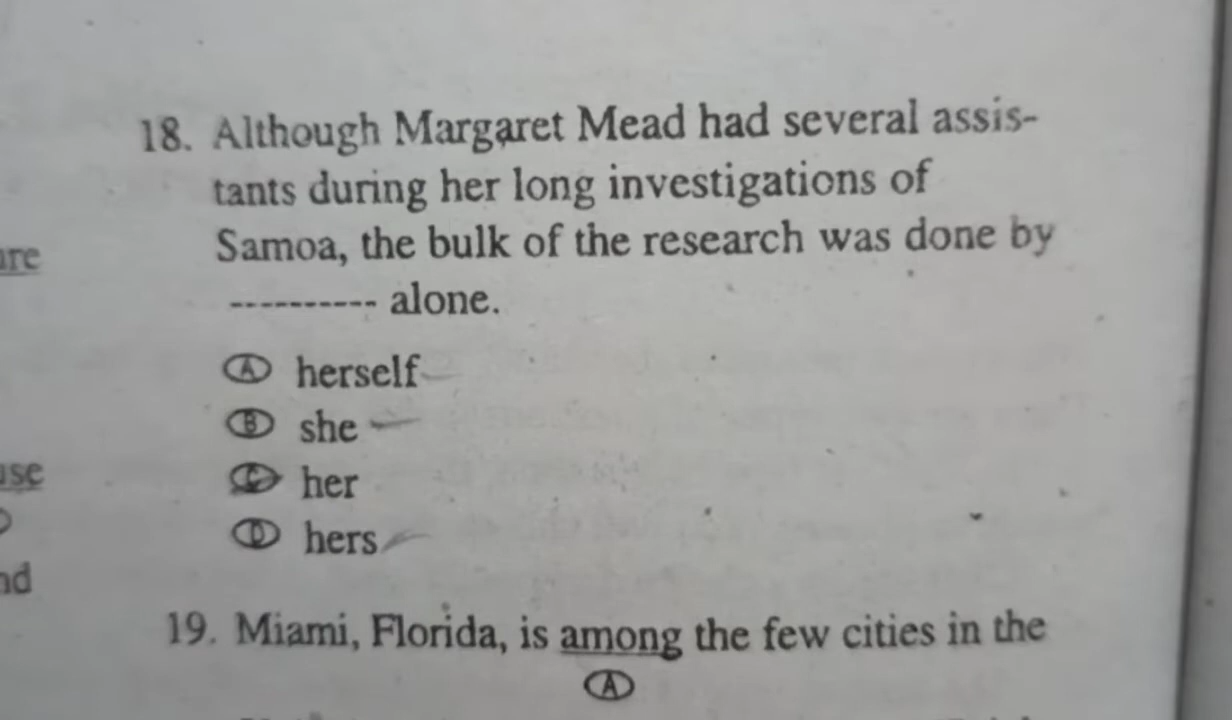 18. Although Margaret Mead had several assis-
tants during her long investigations of
Samoa, the bulk of the research was done by
---------- alone.
A herself
B she
C her
D hers
19. Miami, Florida, is among the few cities in the
A